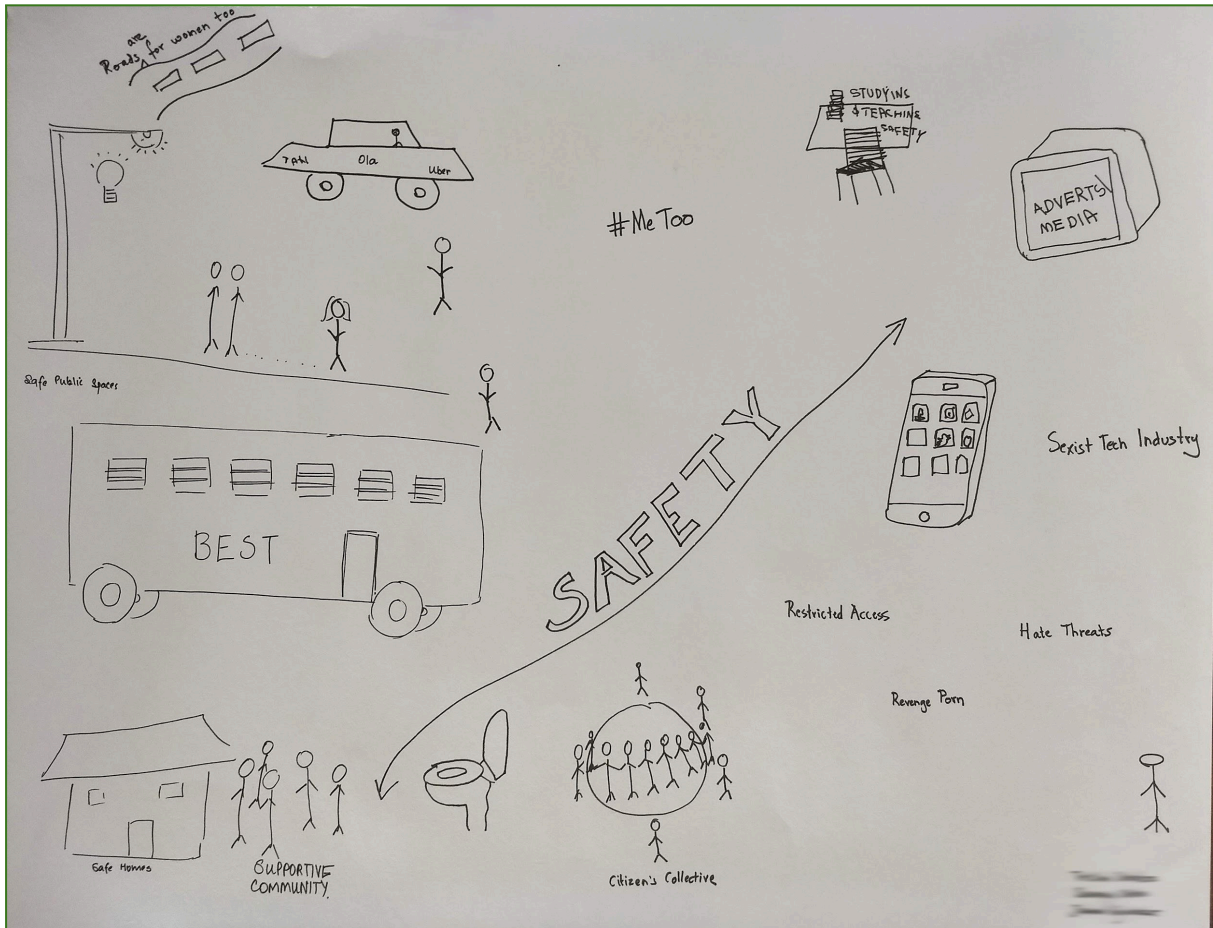 Roads are for women too
STUDYING
& TEACHING
SAFETY
TAXI
Ola
Uber
ADVERTS\
MEDIA
#MeToo
Safe Public Spaces
SAFETY
Sexist Tech Industry
BEST
Restricted Access
Hate Threats
Revenge Porn
Safe Homes
SUPPORTIVE
COMMUNITY.
Citizen's Collective